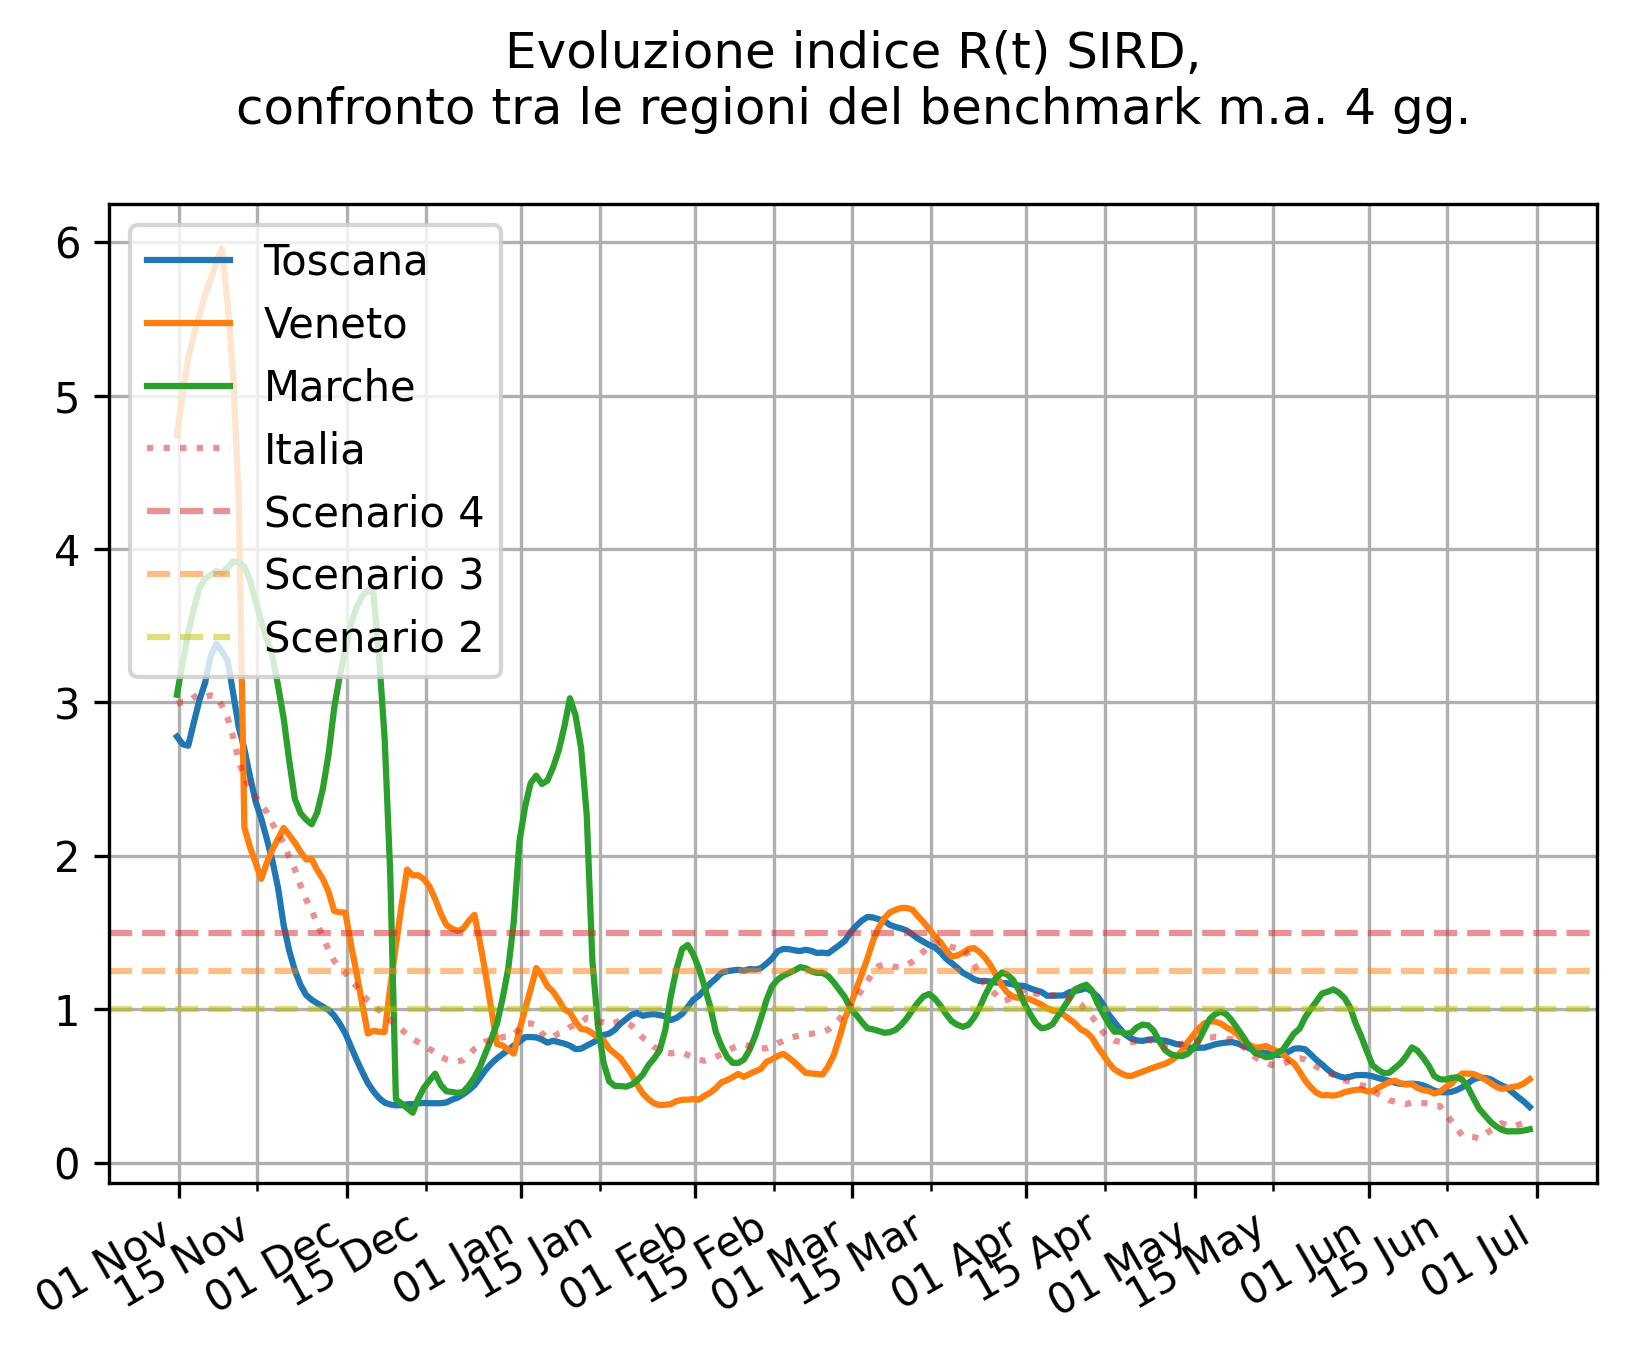 Evoluzione indice R(t) SIRD,
confronto tra le regioni del benchmark m.a. 4 gg.
6
5
4
3
2
1
0
Toscana
Veneto
Marche
Italia
Scenario 4
Scenario 3
Scenario 2
01 Nov
15 Nov
01 Dec
15 Dec
01 Jan
15 Jan
01 Feb
15 Feb
01 Mar
15 Mar
01 Apr
15 Apr
01 May
15 May
01 Jun
15 Jun
01 Jul